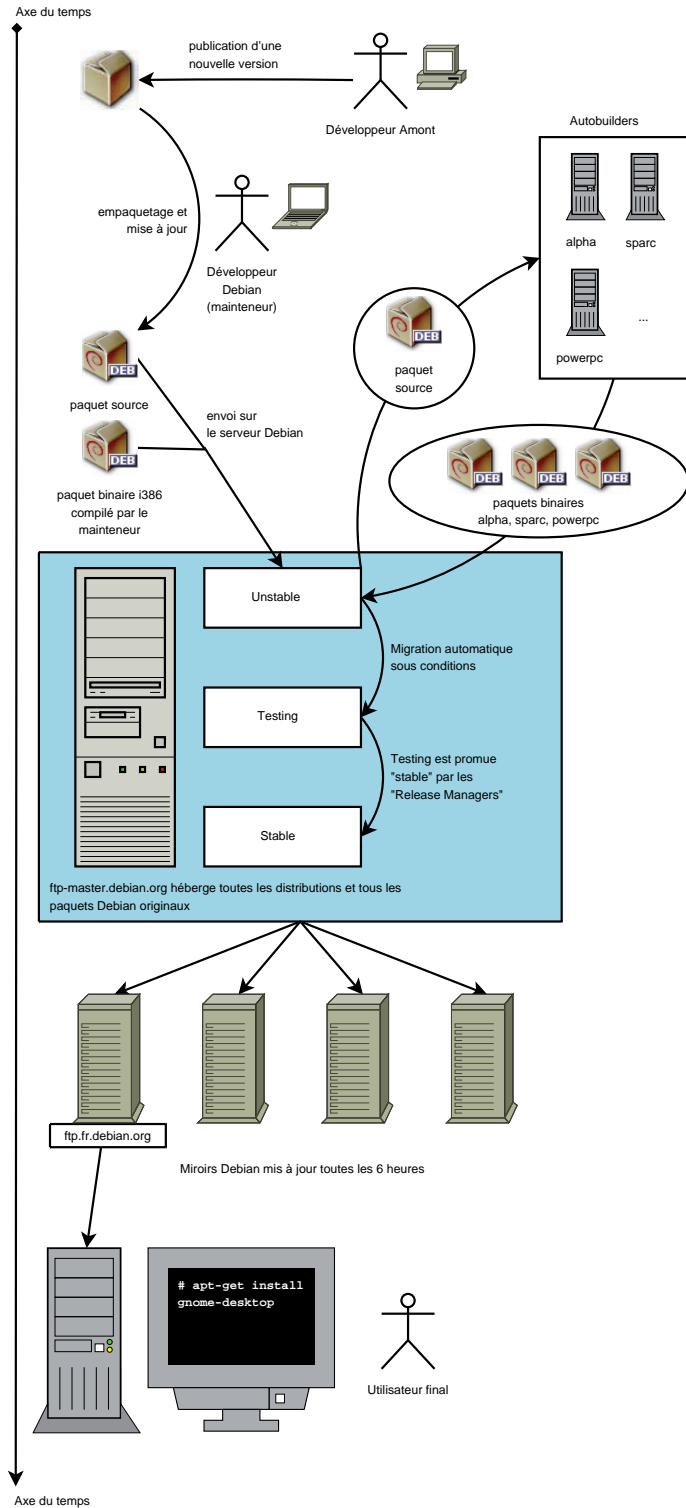 Axe du temps
publication d'une
nouvelle version
Développeur Amont
Autobuilders
alpha
sparc
powerpc
...
empaquetage et
mise à jour
Développeur
Debian
(mainteneur)
DEB
paquet
source
DEB
paquet source
envoi sur
le serveur Debian
DEB
paquet binaire i386
compilé par le
mainteneur
DEB
DEB
DEB
paquets binaires
alpha, sparc, powerpc
Unstable
Migration automatique
sous conditions
Testing
Testing est promue
"stable" par les
"Release Managers"
Stable
ftp-master.debian.org héberge toutes les distributions et tous les
paquets Debian originaux
ftp.fr.debian.org
Miroirs Debian mis à jour toutes les 6 heures
# apt-get install
gnome-desktop
Utilisateur final
Axe du temps